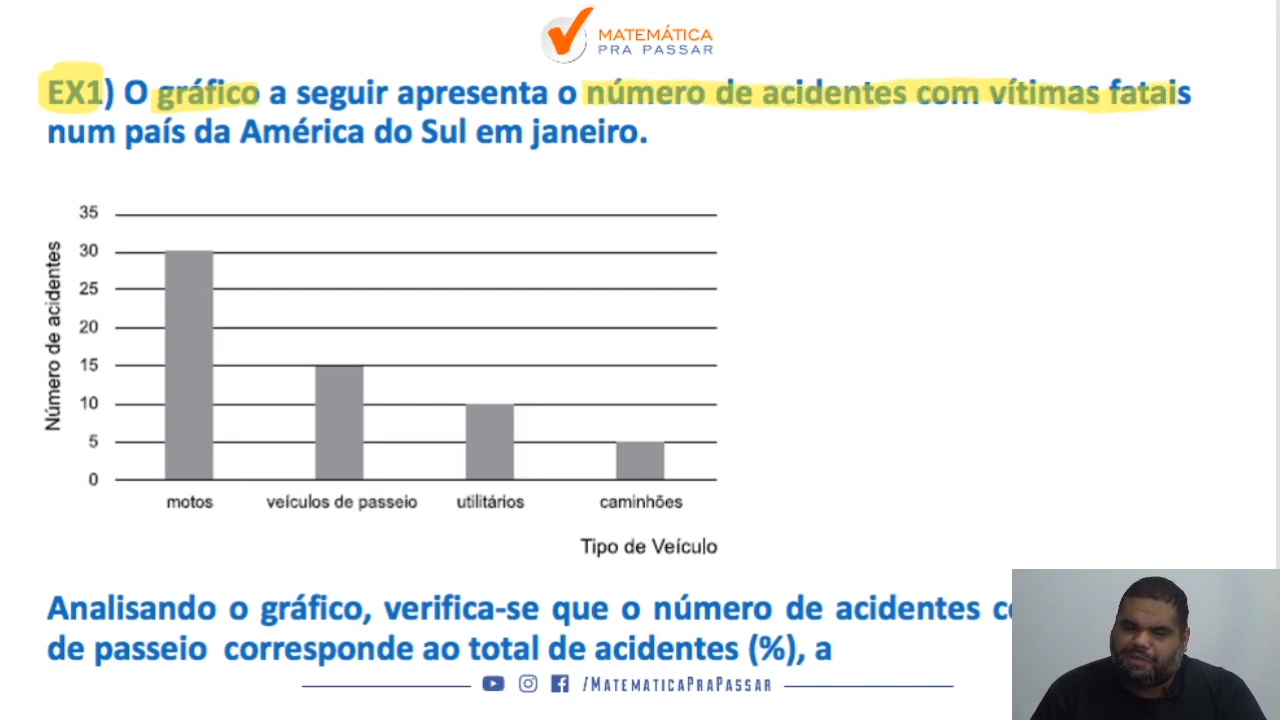 MATEMÁTICA
PRA PASSAR
EX1) O gráfico a seguir apresenta o número de acidentes com vítimas fatais
num país da América do Sul em janeiro.
35
30
25
20
15
10
5
0
Número de acidentes
motos veículos de passeio utilitários caminhões
Tipo de Veículo
Analisando o gráfico, verifica-se que o número de acidentes
de passeio corresponde ao total de acidentes (%), a
/MATEMATICAPRAPASSAR